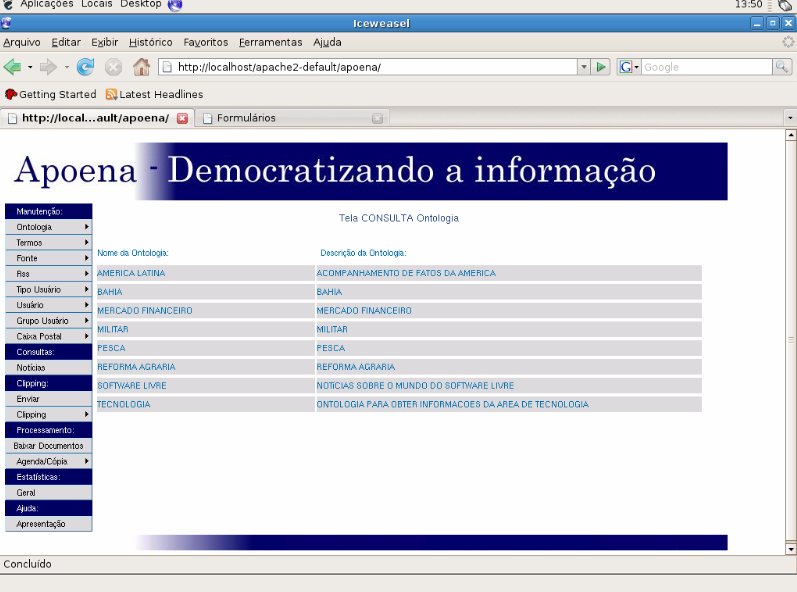 Aplicações Locais Desktop 13:50
Iceweasel
Arquivo Editar Exibir Histórico Favoritos Ferramentas Ajuda
http://localhost/apache2-default/apoena/ G Google
Getting Started Latest Headlines
http://local...ault/apoena/ Formulários
Apoena - Democratizando a informação
Manutenção:
Ontologia
Termos
Fonte
Rss
Tipo Usuário
Usuário
Grupo Usuário
Caixa Postal
Consultas:
Notícias
Clipping:
Enviar
Clipping
Processamento:
Baixar Documentos
Agenda/Cópia
Estatísticas:
Geral
Ajuda:
Apresentação
Tela CONSULTA Ontologia
Nome da Ontologia: Descrição da Ontologia:
AMERICA LATINA ACOMPANHAMENTO DE FATOS DA AMERICA
BAHIA BAHIA
MERCADO FINANCEIRO MERCADO FINANCEIRO
MILITAR MILITAR
PESCA PESCA
REFORMA AGRARIA REFORMA AGRARIA
SOFTWARE LIVRE NOTÍCIAS SOBRE O MUNDO DO SOFTWARE LIVRE
TECNOLOGIA ONTOLOGIA PARA OBTER INFORMACOES DA AREA DE TECNOLOGIA
Concluído